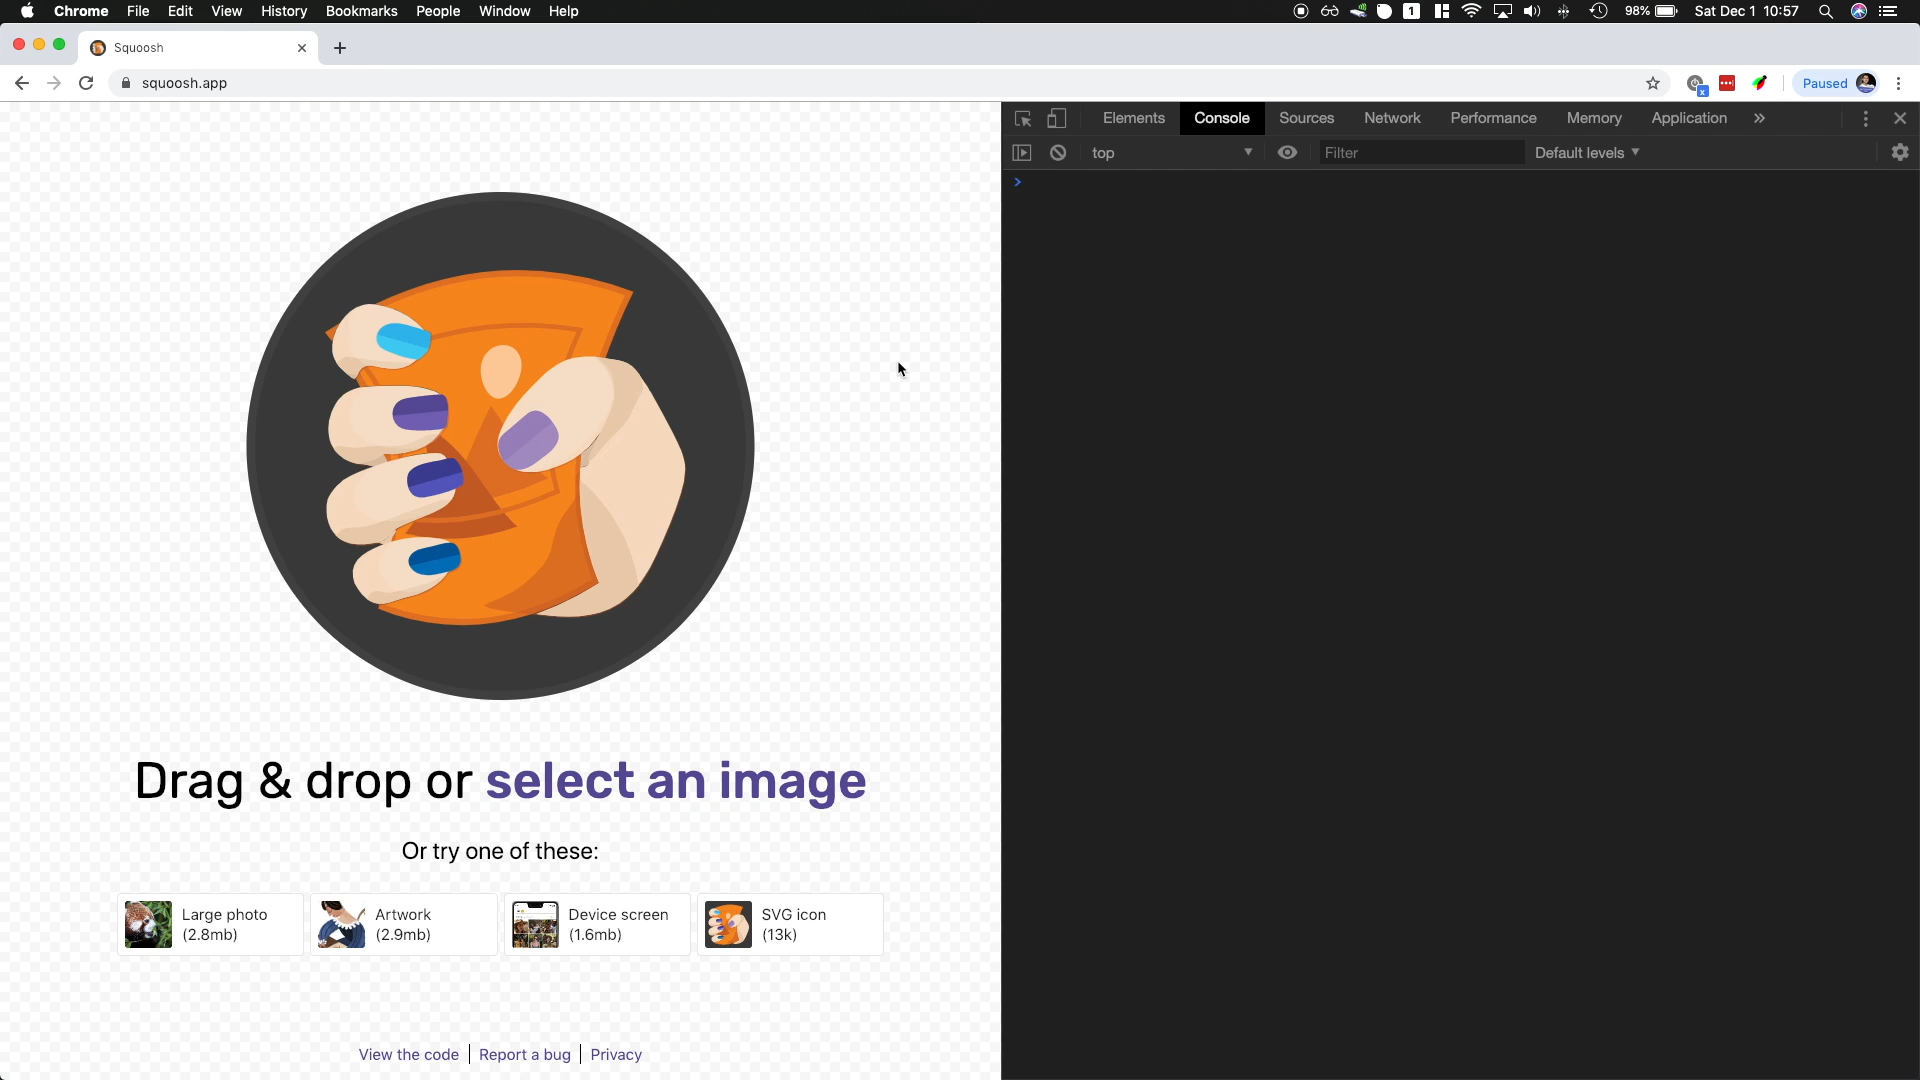 Chrome File Edit View History Bookmarks People Window Help 1 98% Sat Dec 1 10:57
Squoosh
squoosh.app Paused
Elements Console Sources Network Performance Memory Application
top Filter Default levels
Drag & drop or select an image
Or try one of these:
Large photo
(2.8mb)
Artwork
(2.9mb)
Device screen
(1.6mb)
SVG icon
(13k)
View the code Report a bug Privacy